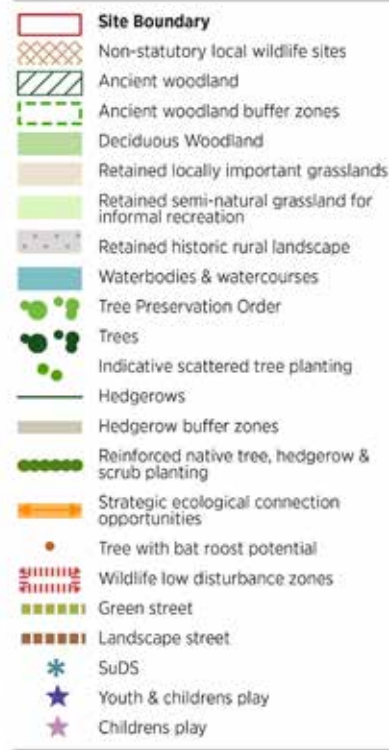 Site Boundary
Non-statutory local wildlife sites
Ancient woodland
Ancient woodland buffer zones
Deciduous Woodland
Retained locally important grasslands
Retained semi-natural grassland for
informal recreation
Retained historic rural landscape
Waterbodies & watercourses
Tree Preservation Order
Trees
Indicative scattered tree planting
Hedgerows
Hedgerow buffer zones
Reinforced native tree, hedgerow &
scrub planting
Strategic ecological connection
opportunities
Tree with bat roost potential
Wildlife low disturbance zones
Green street
Landscape street
SuDS
Youth & childrens play
Childrens play